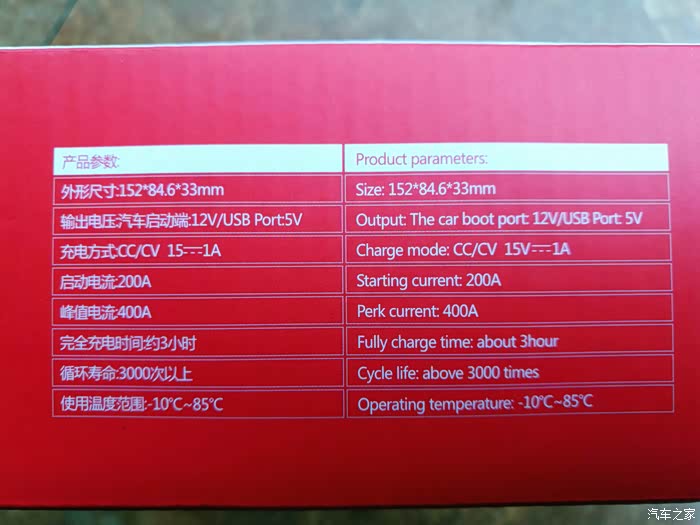 产品参数: Product parameters:
外形尺寸:152*84.6*33mm Size: 152*84.6*33mm
输出电压:汽车启动端:12V/USB Port:5V Output: The car boot port: 12V/USB Port: 5V
充电方式:CC/CV 15⎓1A Charge mode: CC/CV 15V⎓1A
启动电流:200A Starting current: 200A
峰值电流:400A Perk current: 400A
完全充电时间:约3小时 Fully charge time: about 3hour
循环寿命:3000次以上 Cycle life: above 3000 times
使用温度范围:-10℃~85℃ Operating temperature: -10℃~85℃
汽车之家